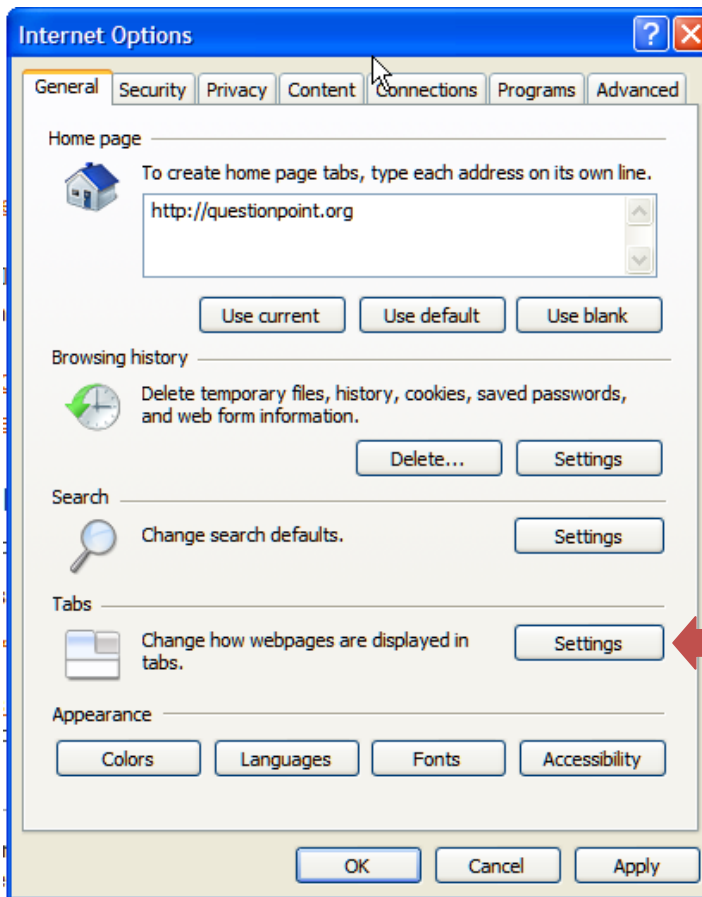 Internet Options
General Security Privacy Content Connections Programs Advanced
Home page
To create home page tabs, type each address on its own line.
http://questionpoint.org
Use current Use default Use blank
Browsing history
Delete temporary files, history, cookies, saved passwords,
and web form information.
Delete... Settings
Search
Change search defaults.
Settings
Tabs
Change how webpages are displayed in
tabs.
Settings
Appearance
Colors Languages Fonts Accessibility
OK Cancel Apply